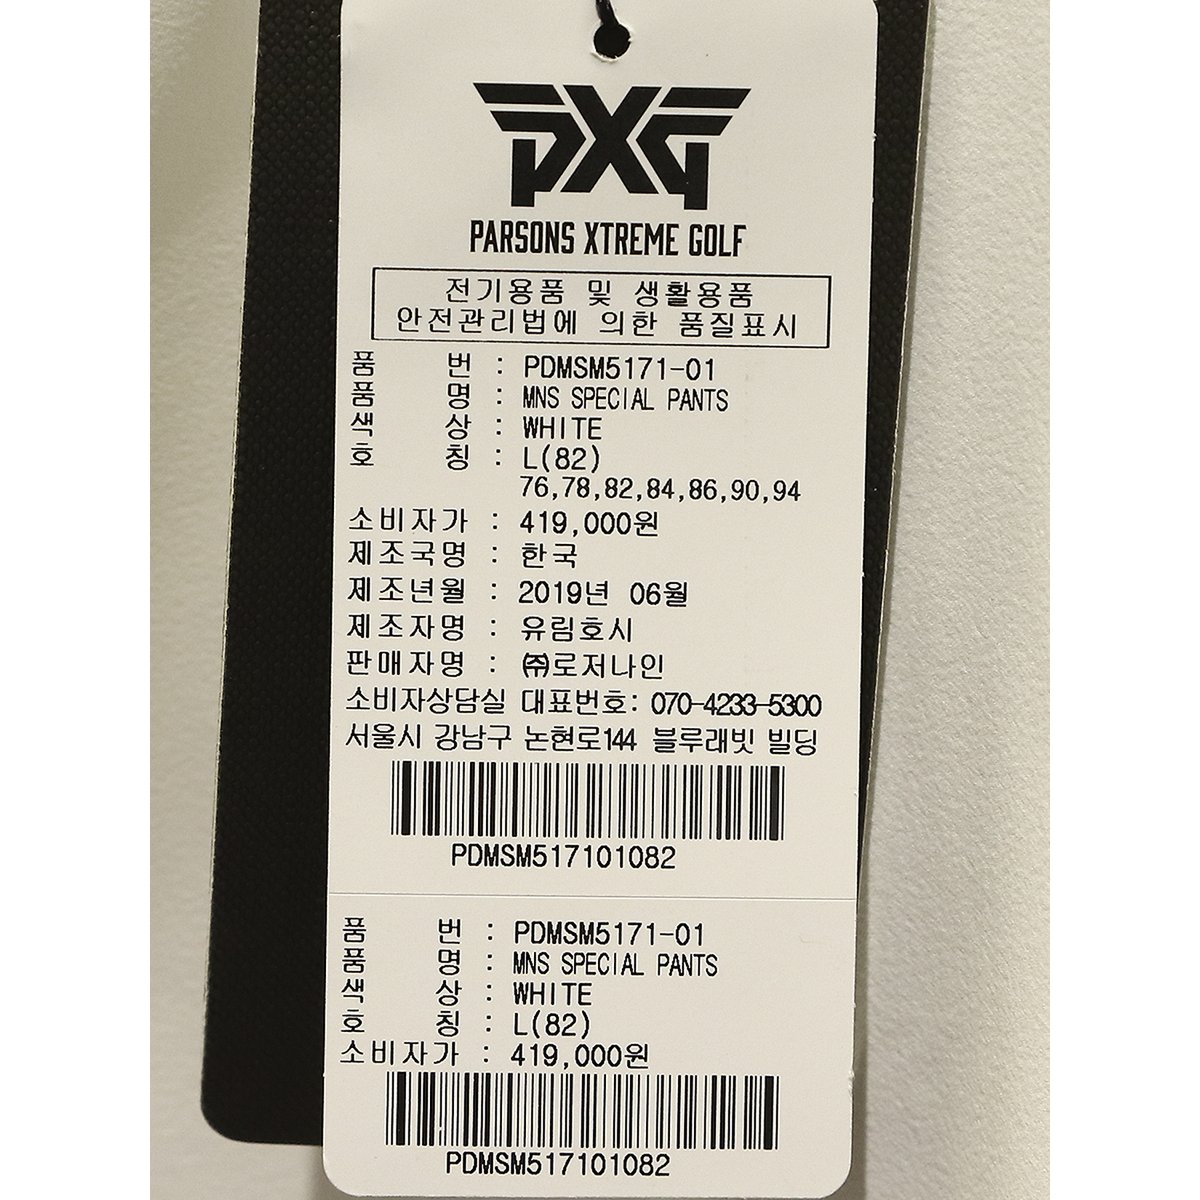 PXG
PARSONS XTREME GOLF
전기용품 및 생활용품
안전관리법에 의한 품질표시
품 번 : PDMSM5171-01
품 명 : MNS SPECIAL PANTS
색 상 : WHITE
호 칭 : L(82)
76,78,82,84,86,90,94
소비자가 : 419,000원
제조국명 : 한국
제조년월 : 2019년 06월
제조자명 : 유림호시
판매자명 : ㈜로저나인
소비자상담실 대표번호: 070-4233-5300
서울시 강남구 논현로144 블루래빗 빌딩
PDMSM517101082
품 번 : PDMSM5171-01
품 명 : MNS SPECIAL PANTS
색 상 : WHITE
호 칭 : L(82)
소비자가 : 419,000원
PDMSM517101082